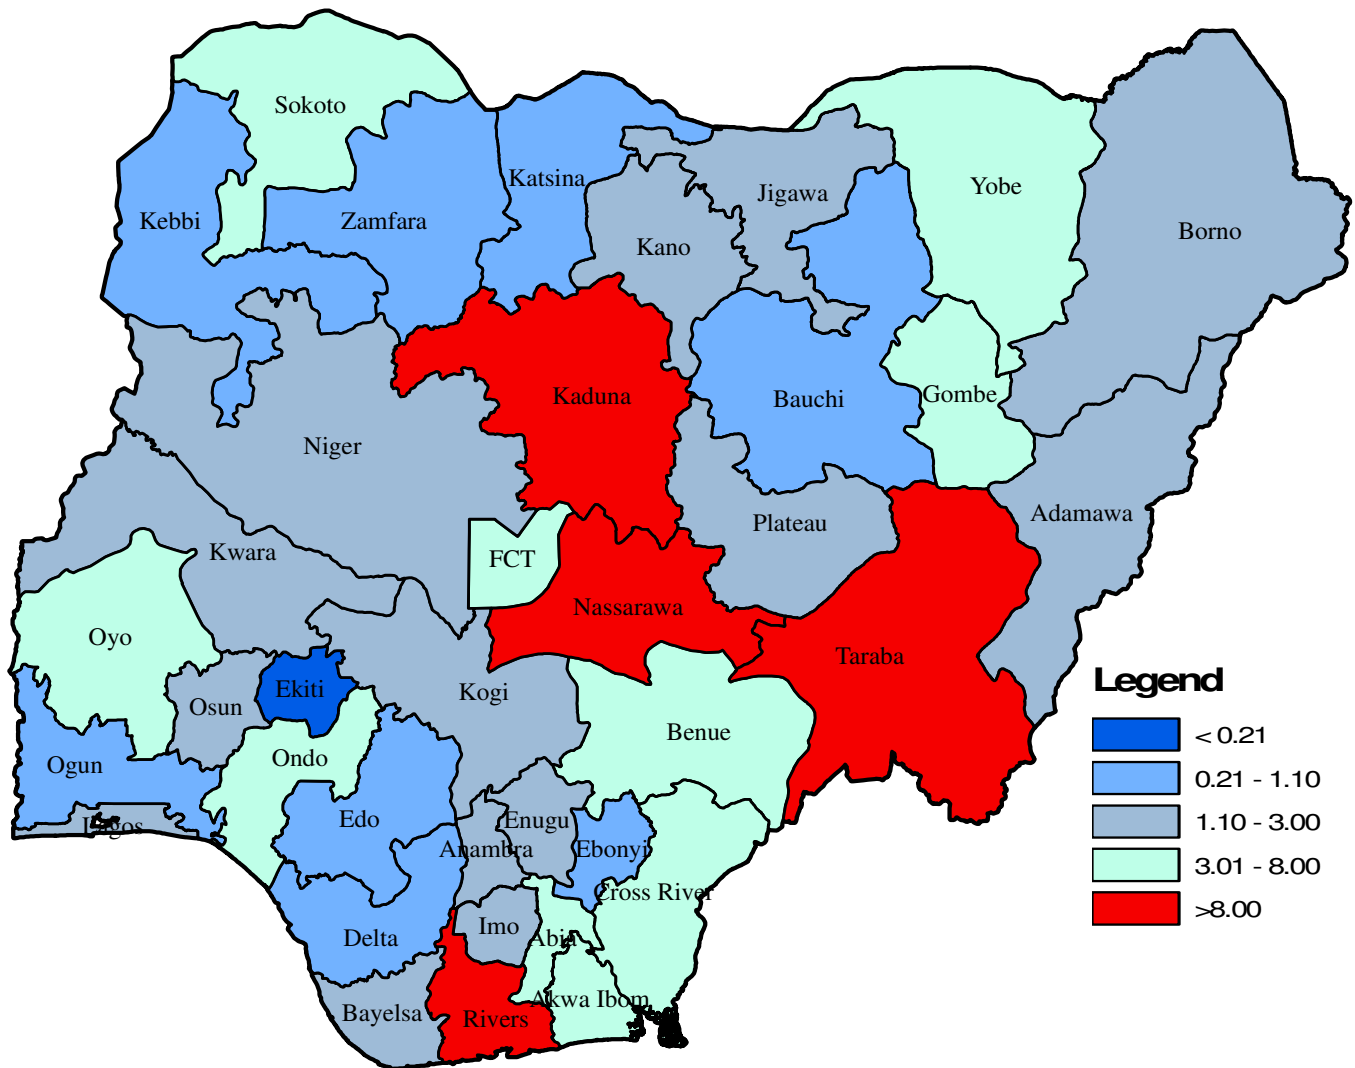 Sokoto
Katsina
Jigawa
Yobe
Kebbi
Zamfara
Kano
Borno
Kaduna
Bauchi
Gombe
Niger
Plateau
Adamawa
Kwara
FCT
Nassarawa
Oyo
Taraba
Ekiti
Kogi
Osun
Benue
Ondo
Ogun
Lagos
Edo
Enugu
Anambra
Ebonyi
Cross River
Imo
Delta
Abia
Akwa Ibom
Bayelsa
Rivers
Legend
< 0.21
0.21 - 1.10
1.10 - 3.00
3.01 - 8.00
>8.00